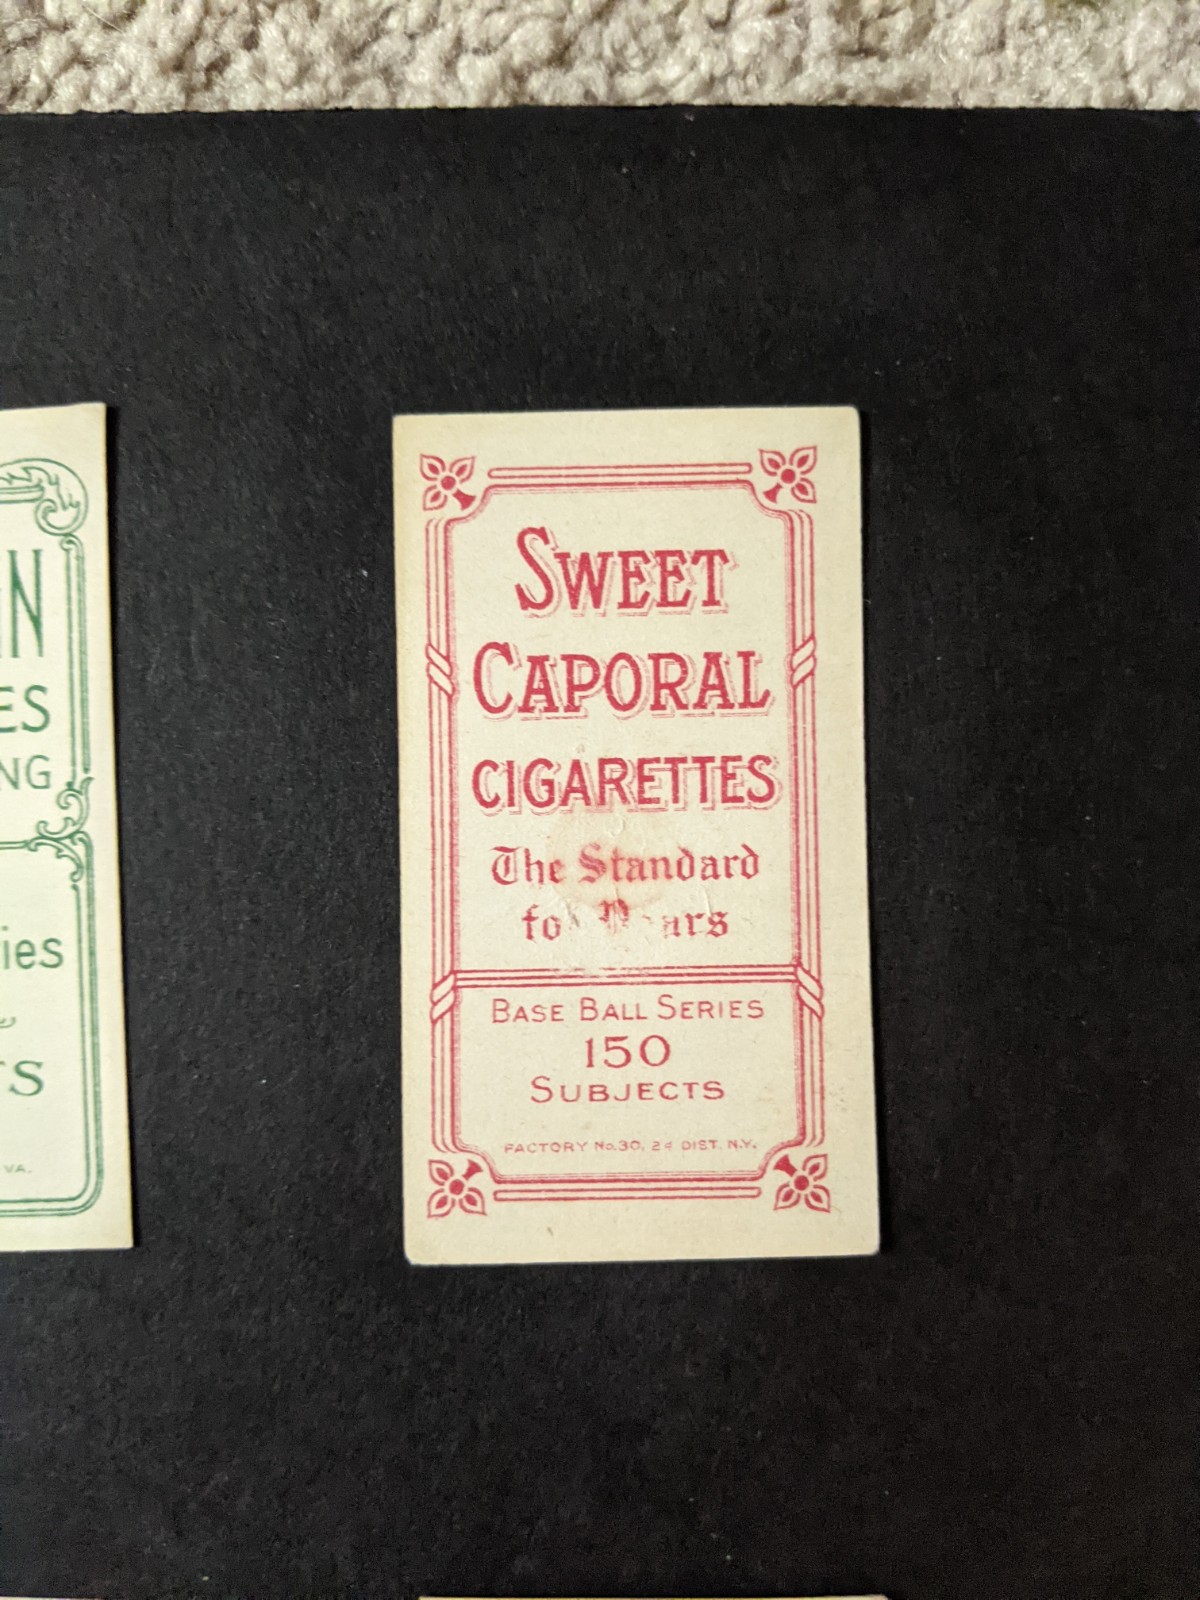 SWEET
CAPORAL
CIGARETTES
The Standard
BASE BALL SERIES
150
SUBJECTS
FACTORY No. 30, 2d DIST. N.Y.
ES
NG
ies
TS
VA.